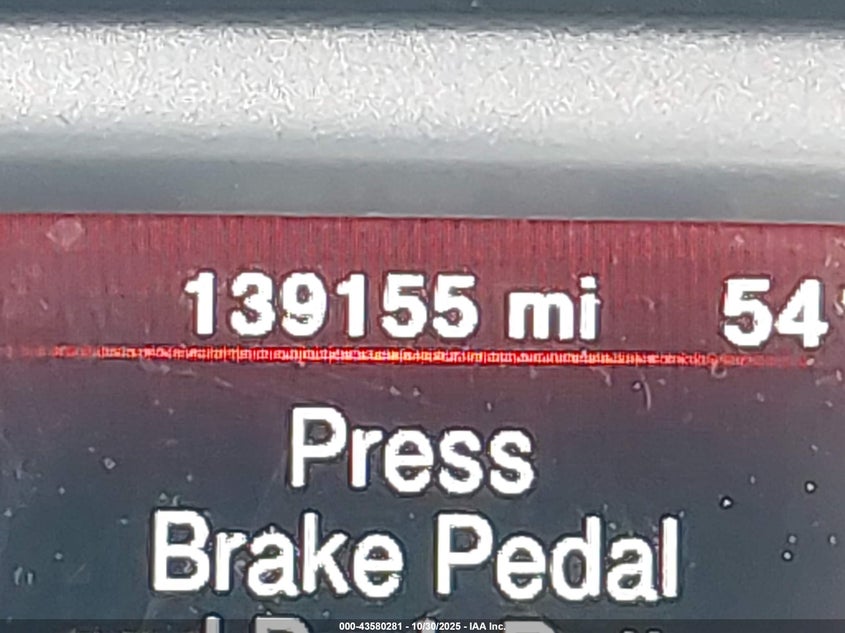 139155 mi 54°
Press
Brake Pedal
000-43580281 - 10/30/2025 - IAA Inc.